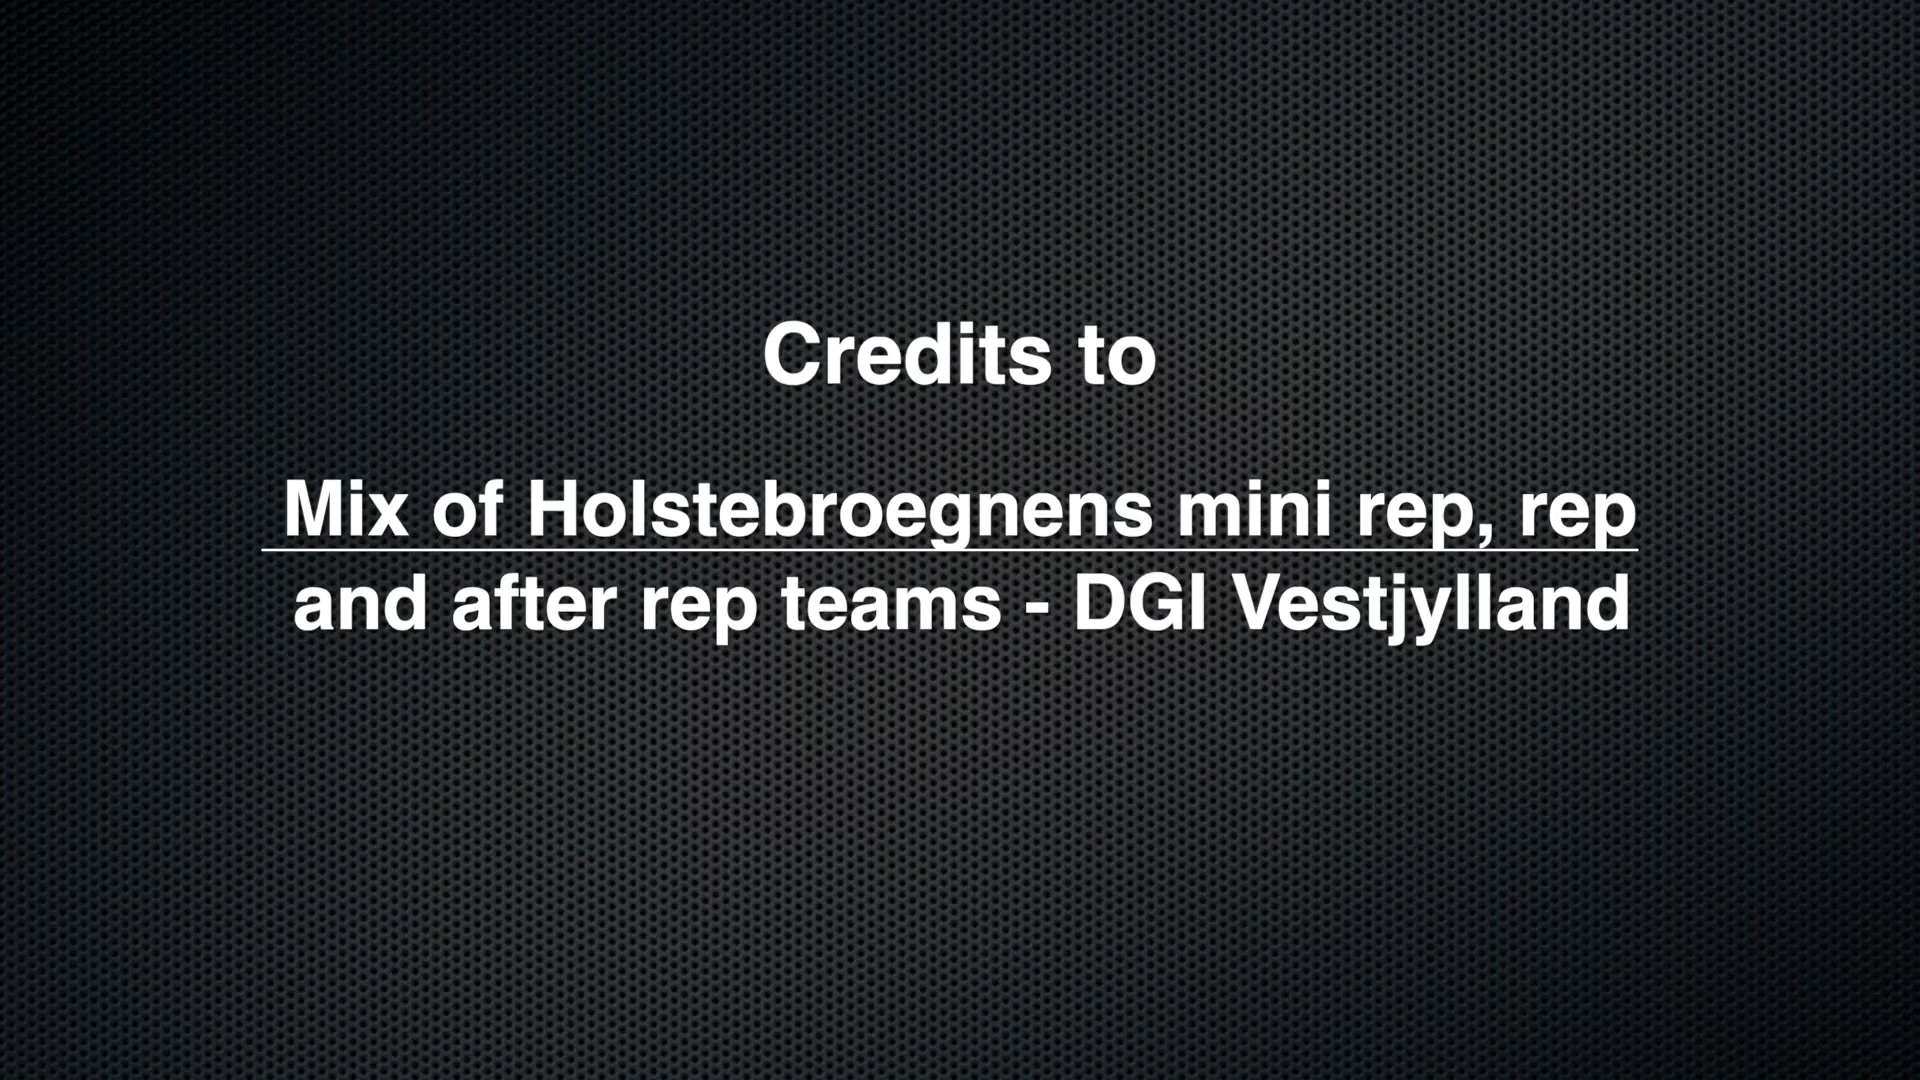 Credits to
Mix of Holstebroegnens mini rep, rep
and after rep teams - DGI Vestjylland